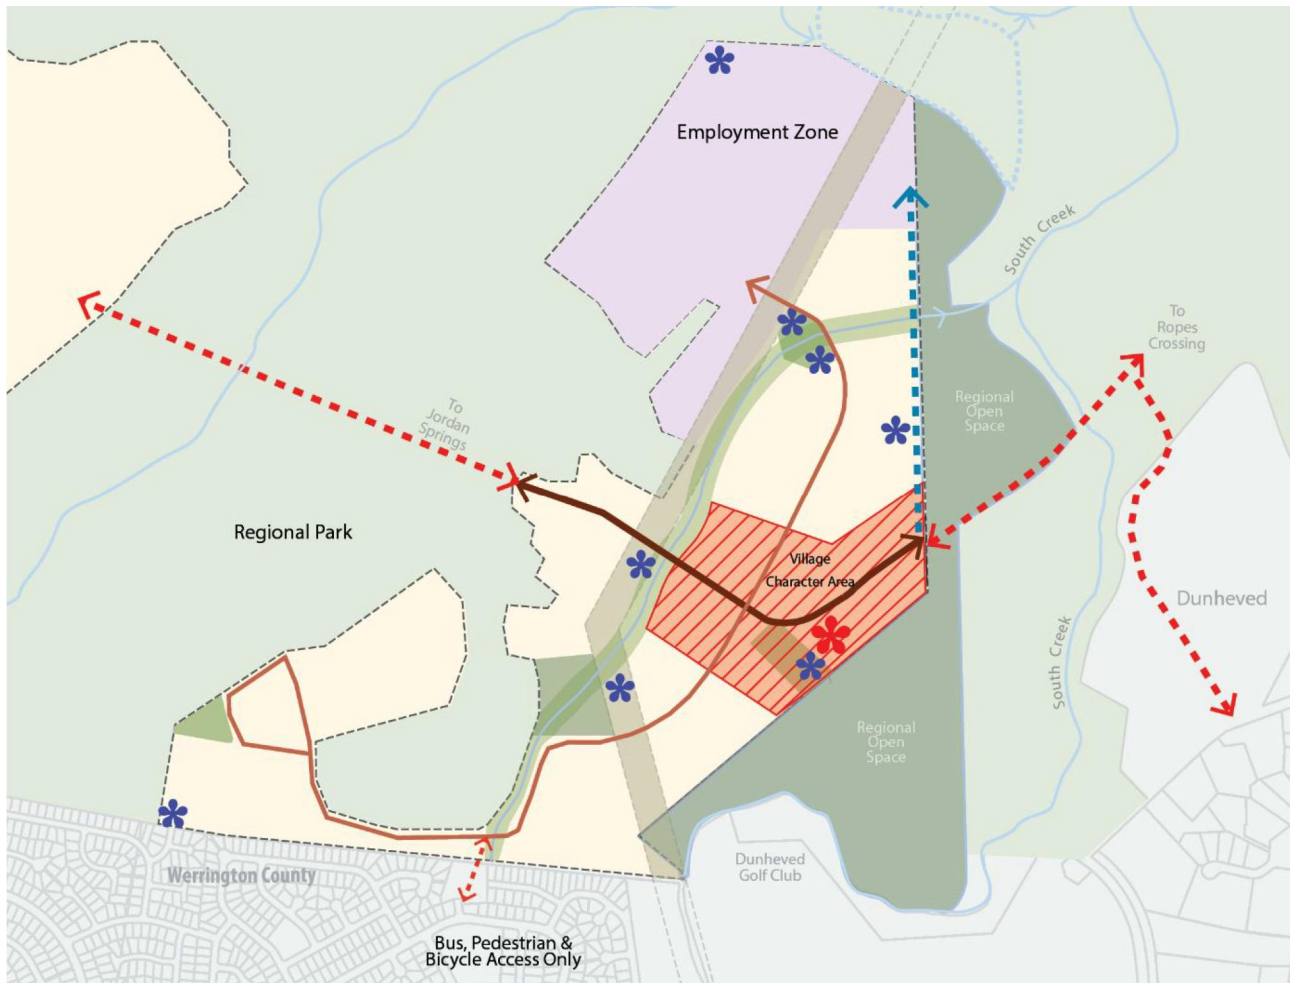 Employment Zone
South Creek
To
Ropes
Crossing
Regional
Open
Space
To
Jordan
Springs
Regional Park
Village
Character Area
Dunheved
South Creek
Regional
Open
Space
Dunheved
Golf Club
Werrington County
Bus, Pedestrian &
Bicycle Access Only